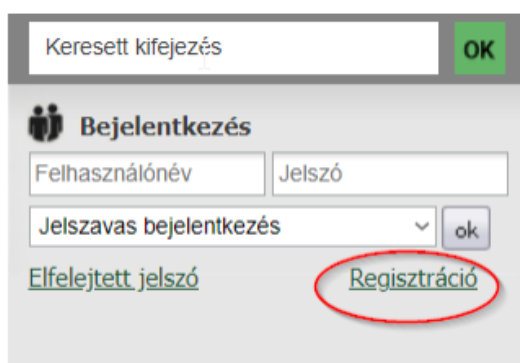 Keresett kifejezés OK
Bejelentkezés
Felhasználónév Jelszó
Jelszavas bejelentkezés ok
Elfelejtett jelszó Regisztráció